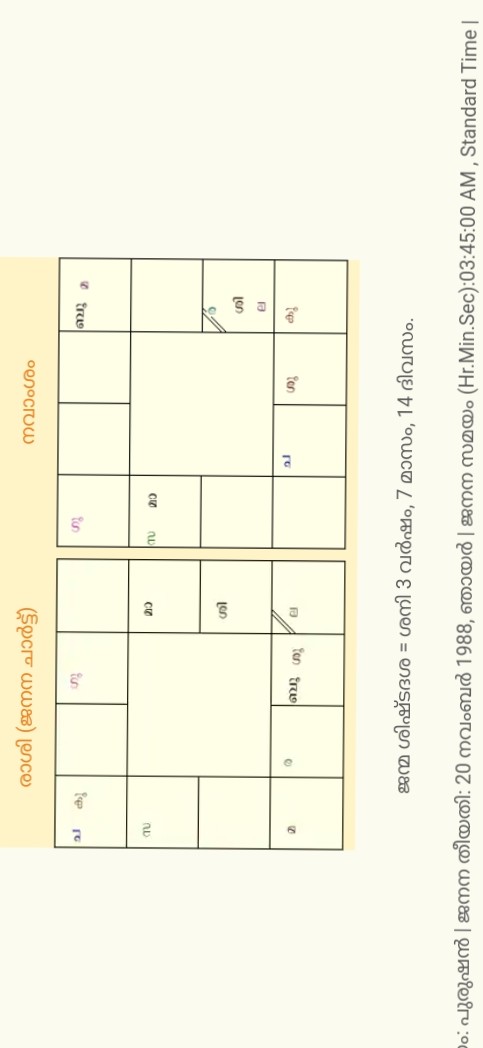 രാശി (ജനന ചാർട്ട്) നവാംശം
ച കു ഗു ഗു ബു മ
സ മാ സ മാ
ശി ര
ശി
ല
മ ര ബു ശു ല ച ശു കു
ജന്മ ശിഷ്ടദശ = ശനി 3 വർഷം, 7 മാസം, 14 ദിവസം.
പുരുഷൻ | ജനന തീയതി: 20 നവംബർ 1988, ഞായർ | ജനന സമയം (Hr.Min.Sec):03:45:00 AM , Standard Time |